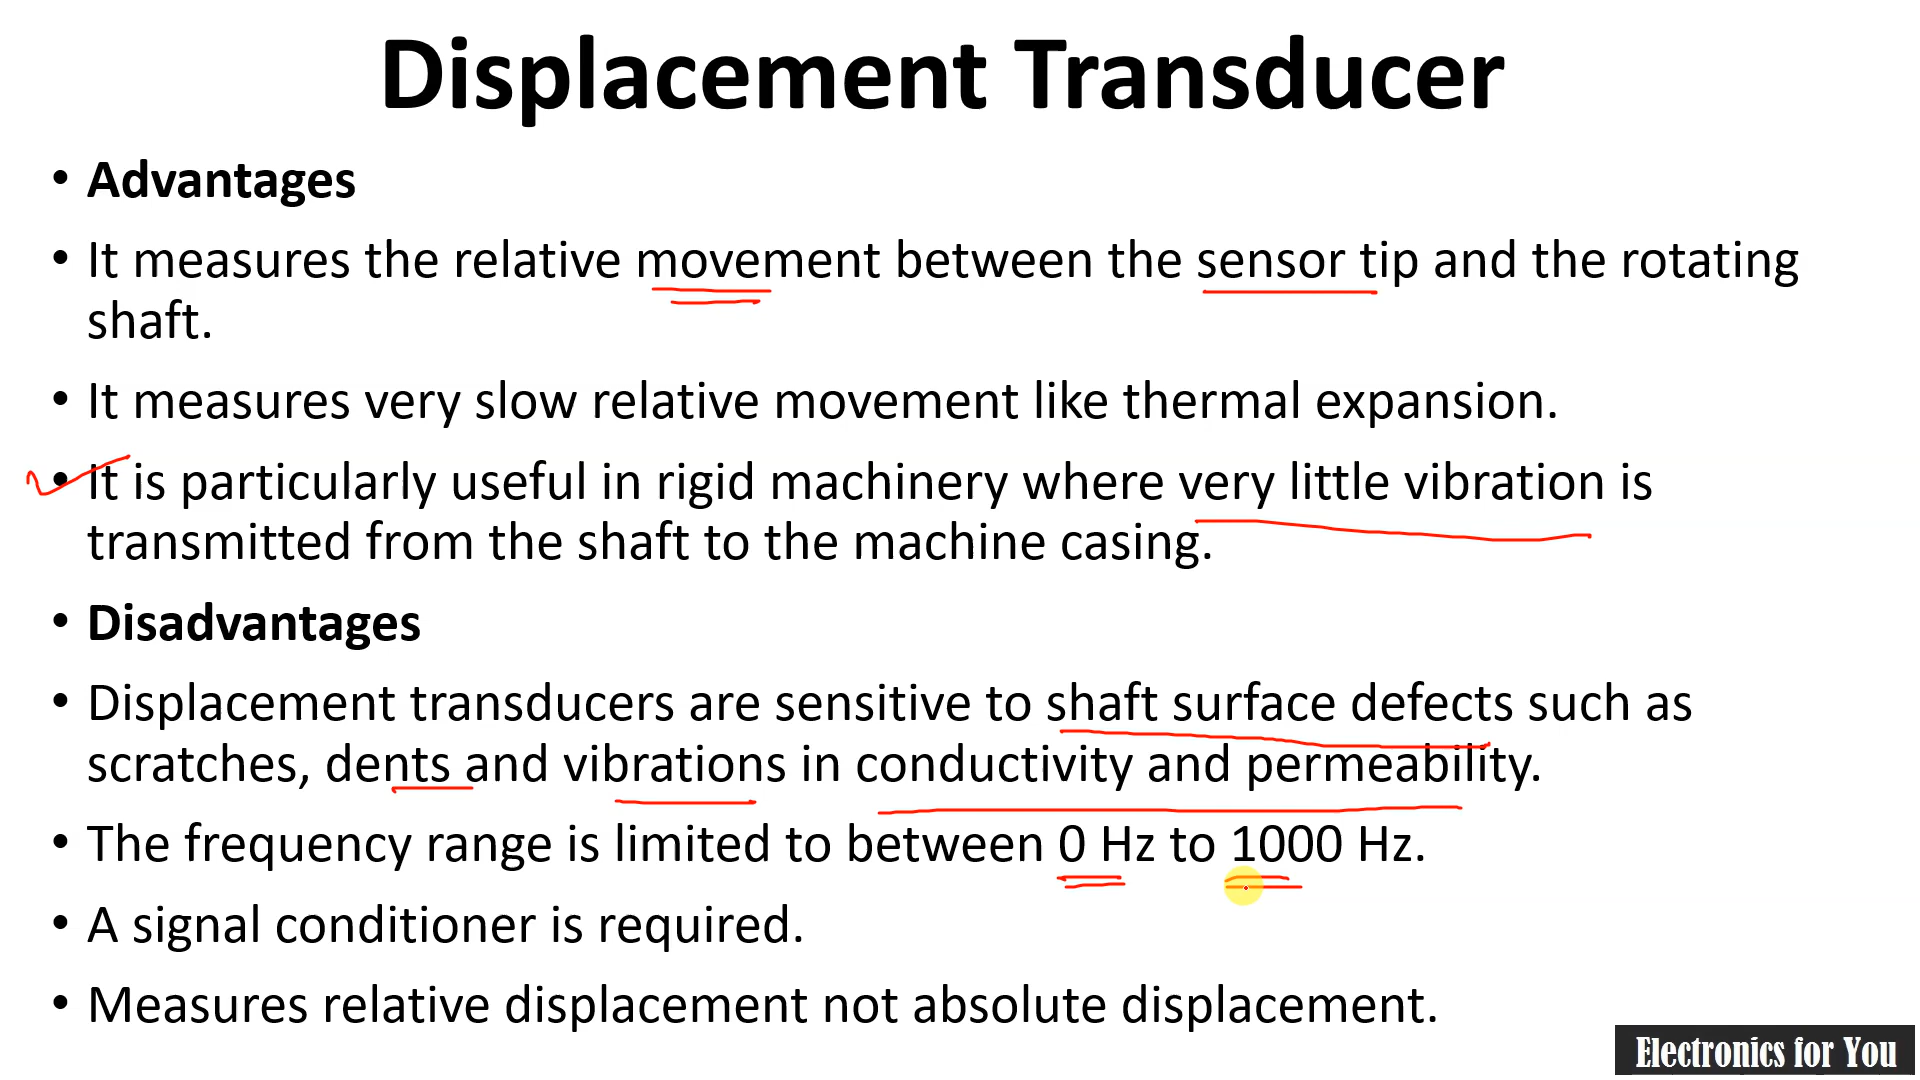 Displacement Transducer
• Advantages
• It measures the relative movement between the sensor tip and the rotating
shaft.
• It measures very slow relative movement like thermal expansion.
• It is particularly useful in rigid machinery where very little vibration is
transmitted from the shaft to the machine casing.
• Disadvantages
• Displacement transducers are sensitive to shaft surface defects such as
scratches, dents and vibrations in conductivity and permeability.
• The frequency range is limited to between 0 Hz to 1000 Hz.
• A signal conditioner is required.
• Measures relative displacement not absolute displacement.
Electronics for You